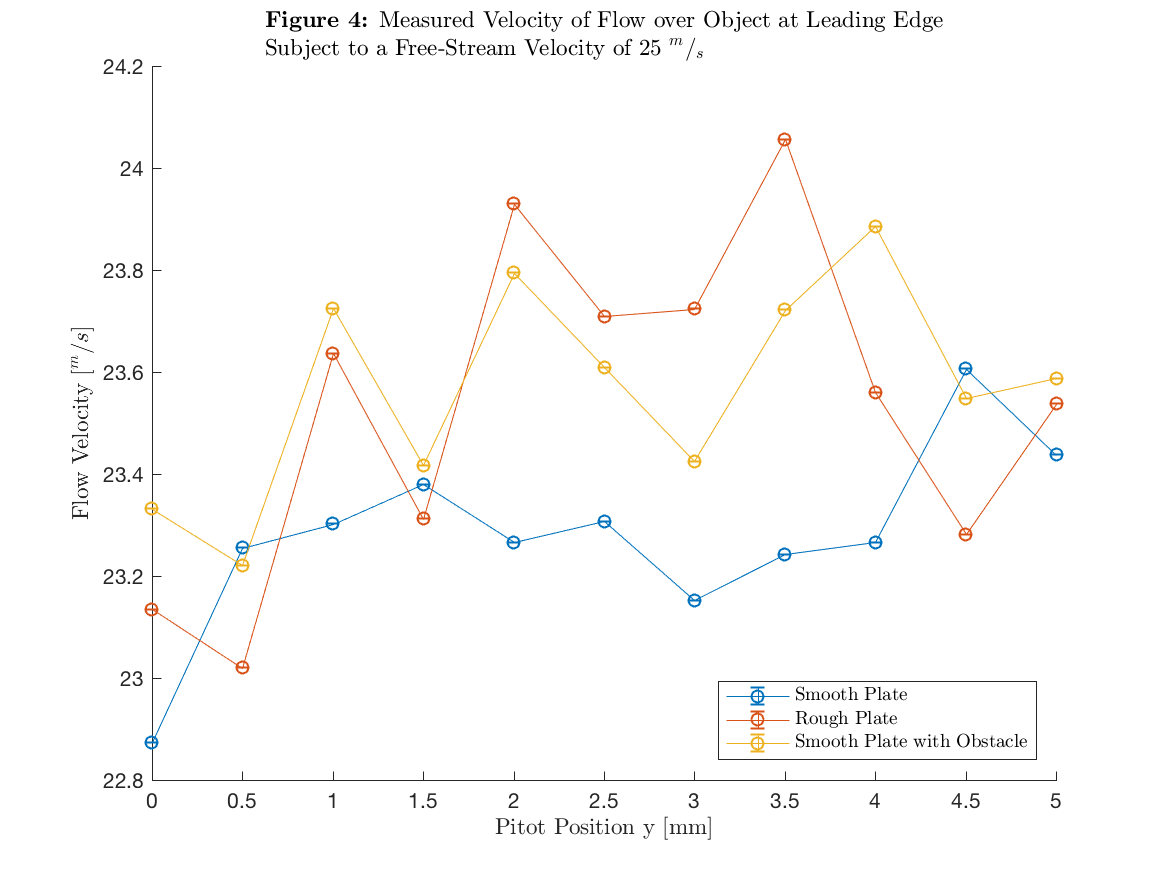 Figure 4: Measured Velocity of Flow over Object at Leading Edge
Subject to a Free-Stream Velocity of 25 m/s
24.2
24
23.8
23.6
23.4
23.2
23
22.8
Flow Velocity [m/s]
0 0.5 1 1.5 2 2.5 3 3.5 4 4.5 5
Pitot Position y [mm]
Smooth Plate
Rough Plate
Smooth Plate with Obstacle